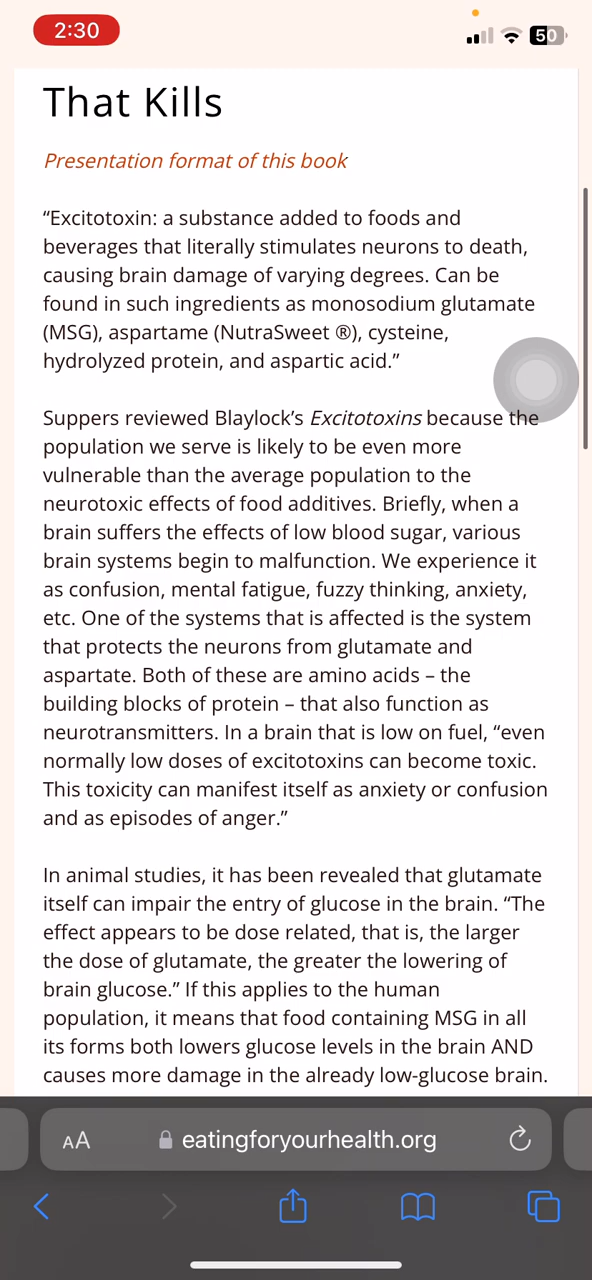 2:30
50
That Kills
Presentation format of this book
“Excitotoxin: a substance added to foods and
beverages that literally stimulates neurons to death,
causing brain damage of varying degrees. Can be
found in such ingredients as monosodium glutamate
(MSG), aspartame (NutraSweet ®), cysteine,
hydrolyzed protein, and aspartic acid.”
Suppers reviewed Blaylock’s Excitotoxins because the
population we serve is likely to be even more
vulnerable than the average population to the
neurotoxic effects of food additives. Briefly, when a
brain suffers the effects of low blood sugar, various
brain systems begin to malfunction. We experience it
as confusion, mental fatigue, fuzzy thinking, anxiety,
etc. One of the systems that is affected is the system
that protects the neurons from glutamate and
aspartate. Both of these are amino acids – the
building blocks of protein – that also function as
neurotransmitters. In a brain that is low on fuel, “even
normally low doses of excitotoxins can become toxic.
This toxicity can manifest itself as anxiety or confusion
and as episodes of anger.”
In animal studies, it has been revealed that glutamate
itself can impair the entry of glucose in the brain. “The
effect appears to be dose related, that is, the larger
the dose of glutamate, the greater the lowering of
brain glucose.” If this applies to the human
population, it means that food containing MSG in all
its forms both lowers glucose levels in the brain AND
causes more damage in the already low-glucose brain.
AA eatingforyourhealth.org